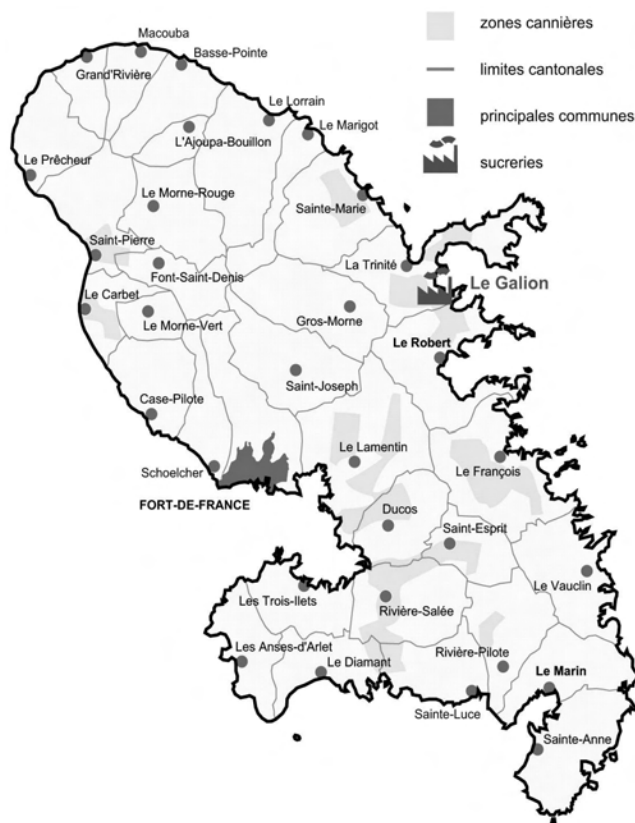 zones cannières
limites cantonales
principales communes
sucreries
Macouba
Basse-Pointe
Grand'Rivière
Le Lorrain
Le Marigot
L'Ajoupa-Bouillon
Le Prêcheur
Le Morne-Rouge
Sainte-Marie
Saint-Pierre
Font-Saint-Denis
La Trinité
Le Galion
Le Carbet
Le Morne-Vert
Gros-Morne
Le Robert
Saint-Joseph
Case-Pilote
Le Lamentin
Le François
Schoelcher
FORT-DE-FRANCE
Ducos
Saint-Esprit
Le Vauclin
Les Trois-Ilets
Rivière-Salée
Les Anses-d'Arlet
Le Diamant
Rivière-Pilote
Le Marin
Sainte-Luce
Sainte-Anne